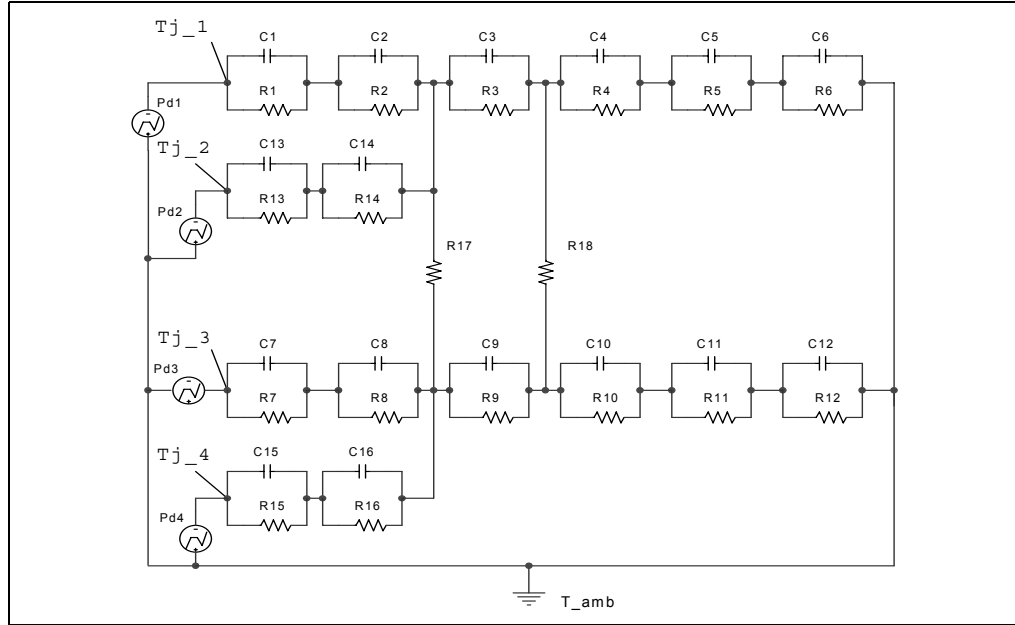 Tj_1
C1 C2 C3 C4 C5 C6
R1 R2 R3 R4 R5 R6
Pd1
Tj_2
C13 C14
R13 R14
Pd2
R17 R18
Tj_3
C7 C8 C9 C10 C11 C12
Pd3
R7 R8 R9 R10 R11 R12
Tj_4
C15 C16
R15 R16
Pd4
T_amb